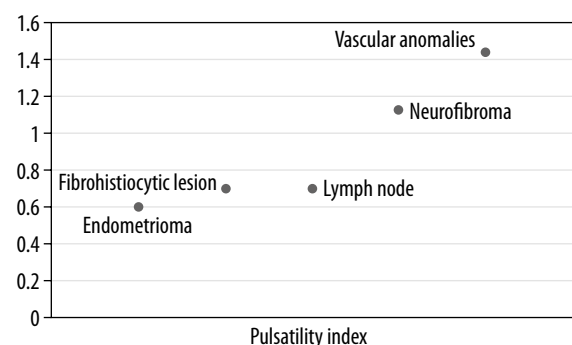 1.6
1.4
1.2
1
0.8
0.6
0.4
0.2
0
Vascular anomalies
Neurofibroma
Fibrohistiocytic lesion
Lymph node
Endometrioma
Pulsatility index